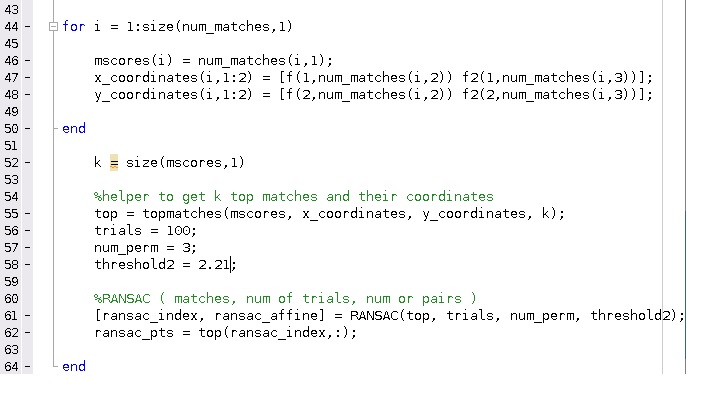 43
44 - for i = 1:size(num_matches,1)
45
46 - mscores(i) = num_matches(i,1);
47 - x_coordinates(i,1:2) = [f(1,num_matches(i,2)) f2(1,num_matches(i,3))];
48 - y_coordinates(i,1:2) = [f(2,num_matches(i,2)) f2(2,num_matches(i,3))];
49
50 - end
51
52 - k = size(mscores,1)
53
54 %helper to get k top matches and their coordinates
55 - top = topmatches(mscores, x_coordinates, y_coordinates, k);
56 - trials = 100;
57 - num_perm = 3;
58 - threshold2 = 2.21;
59
60 %RANSAC ( matches, num of trials, num or pairs )
61 - [ransac_index, ransac_affine] = RANSAC(top, trials, num_perm, threshold2);
62 - ransac_pts = top(ransac_index,:);
63
64 - end